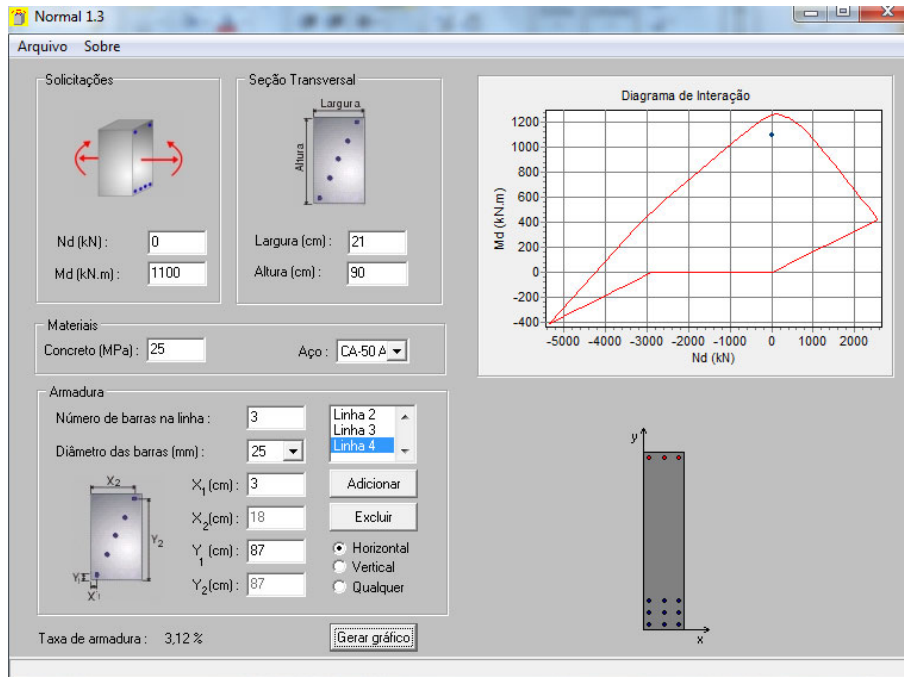 Normal 1.3
Arquivo Sobre
Solicitações
Nd (kN) : 0
Md (kN.m) : 1100
Seção Transversal
Largura
Altura
Largura (cm) : 21
Altura (cm) : 90
Materiais
Concreto (MPa) : 25
Aço : CA-50 A
Armadura
Número de barras na linha : 3
Diâmetro das barras (mm) : 25
Linha 2
Linha 3
Linha 4
X2
Y2
Y1
X1
X1 (cm) : 3
X2 (cm) : 18
Y1 (cm) : 87
Y2 (cm) : 87
Adicionar
Excluir
Horizontal
Vertical
Qualquer
Taxa de armadura : 3,12 %
Gerar gráfico
Diagrama de Interação
Md (kN.m)
1200
1000
800
600
400
200
0
-200
-400
-5000 -4000 -3000 -2000 -1000 0 1000 2000
Nd (kN)
y
x